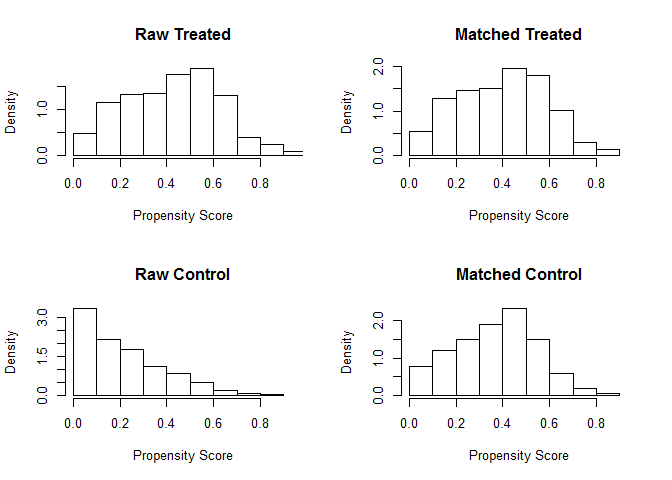 Raw Treated
Density
0.0 1.0
0.0 0.2 0.4 0.6 0.8
Propensity Score
Matched Treated
Density
0.0 1.0 2.0
0.0 0.2 0.4 0.6 0.8
Propensity Score
Raw Control
Density
0.0 1.5 3.0
0.0 0.2 0.4 0.6 0.8
Propensity Score
Matched Control
Density
0.0 1.0 2.0
0.0 0.2 0.4 0.6 0.8
Propensity Score